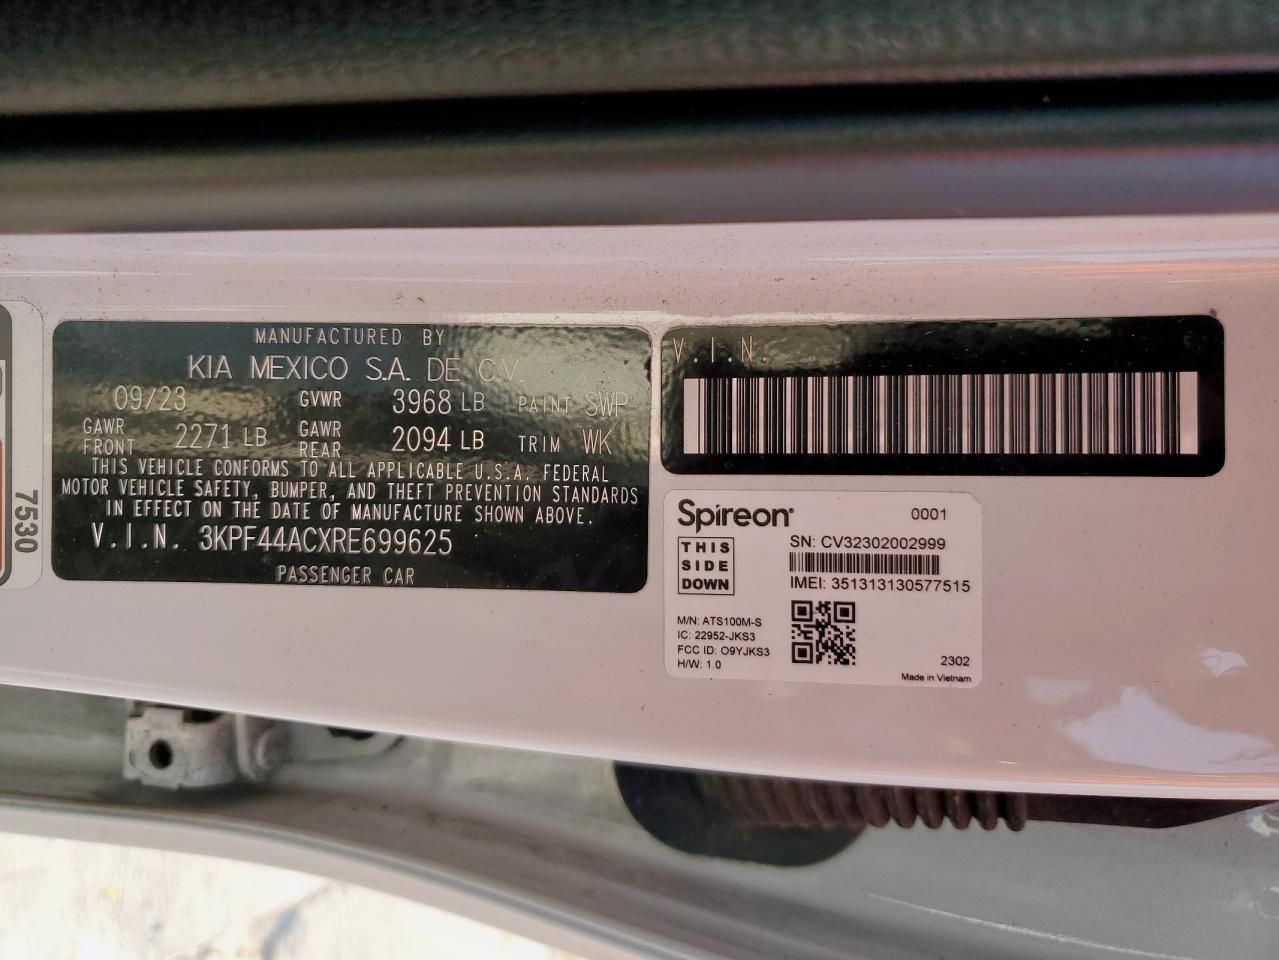 MANUFACTURED BY
KIA MEXICO S.A. DE C.V.
09/23 GVWR 3968 LB PAINT SWP
GAWR FRONT 2271 LB GAWR REAR 2094 LB TRIM WK
THIS VEHICLE CONFORMS TO ALL APPLICABLE U.S.A. FEDERAL
MOTOR VEHICLE SAFETY, BUMPER, AND THEFT PREVENTION STANDARDS
IN EFFECT ON THE DATE OF MANUFACTURE SHOWN ABOVE.
V.I.N. 3KPF44ACXRE699625
PASSENGER CAR
7530
V.I.N.
Spireon 0001
THIS
SIDE
DOWN
SN: CV32302002999
IMEI: 351313130577515
M/N: ATS100M-S
IC: 22952-JKS3
FCC ID: O9YJKS3
H/W: 1.0
2302
Made in Vietnam